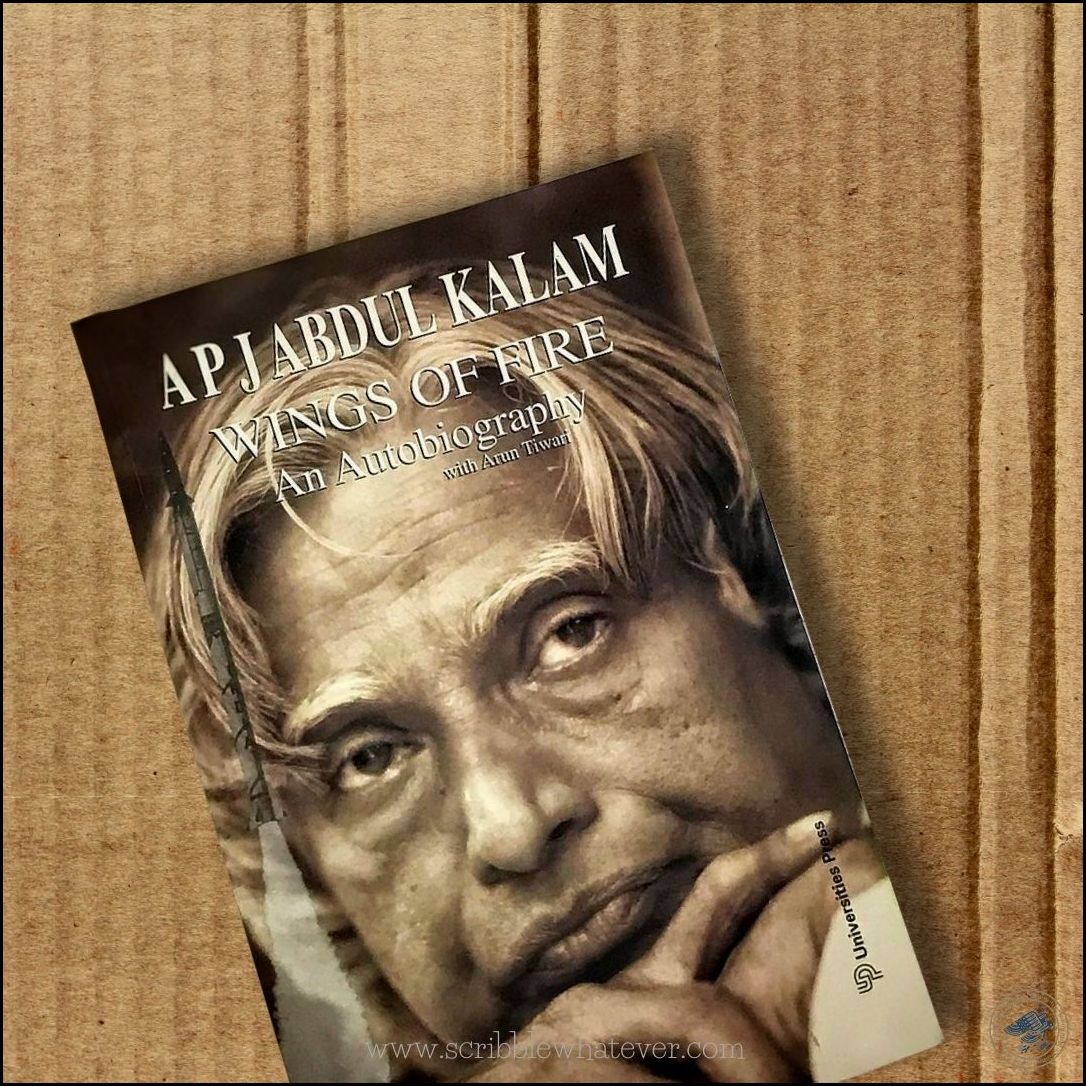 A P J ABDUL KALAM
WINGS OF FIRE
An Autobiography
with Arun Tiwari
Universities Press
www.scribblewhatever.com